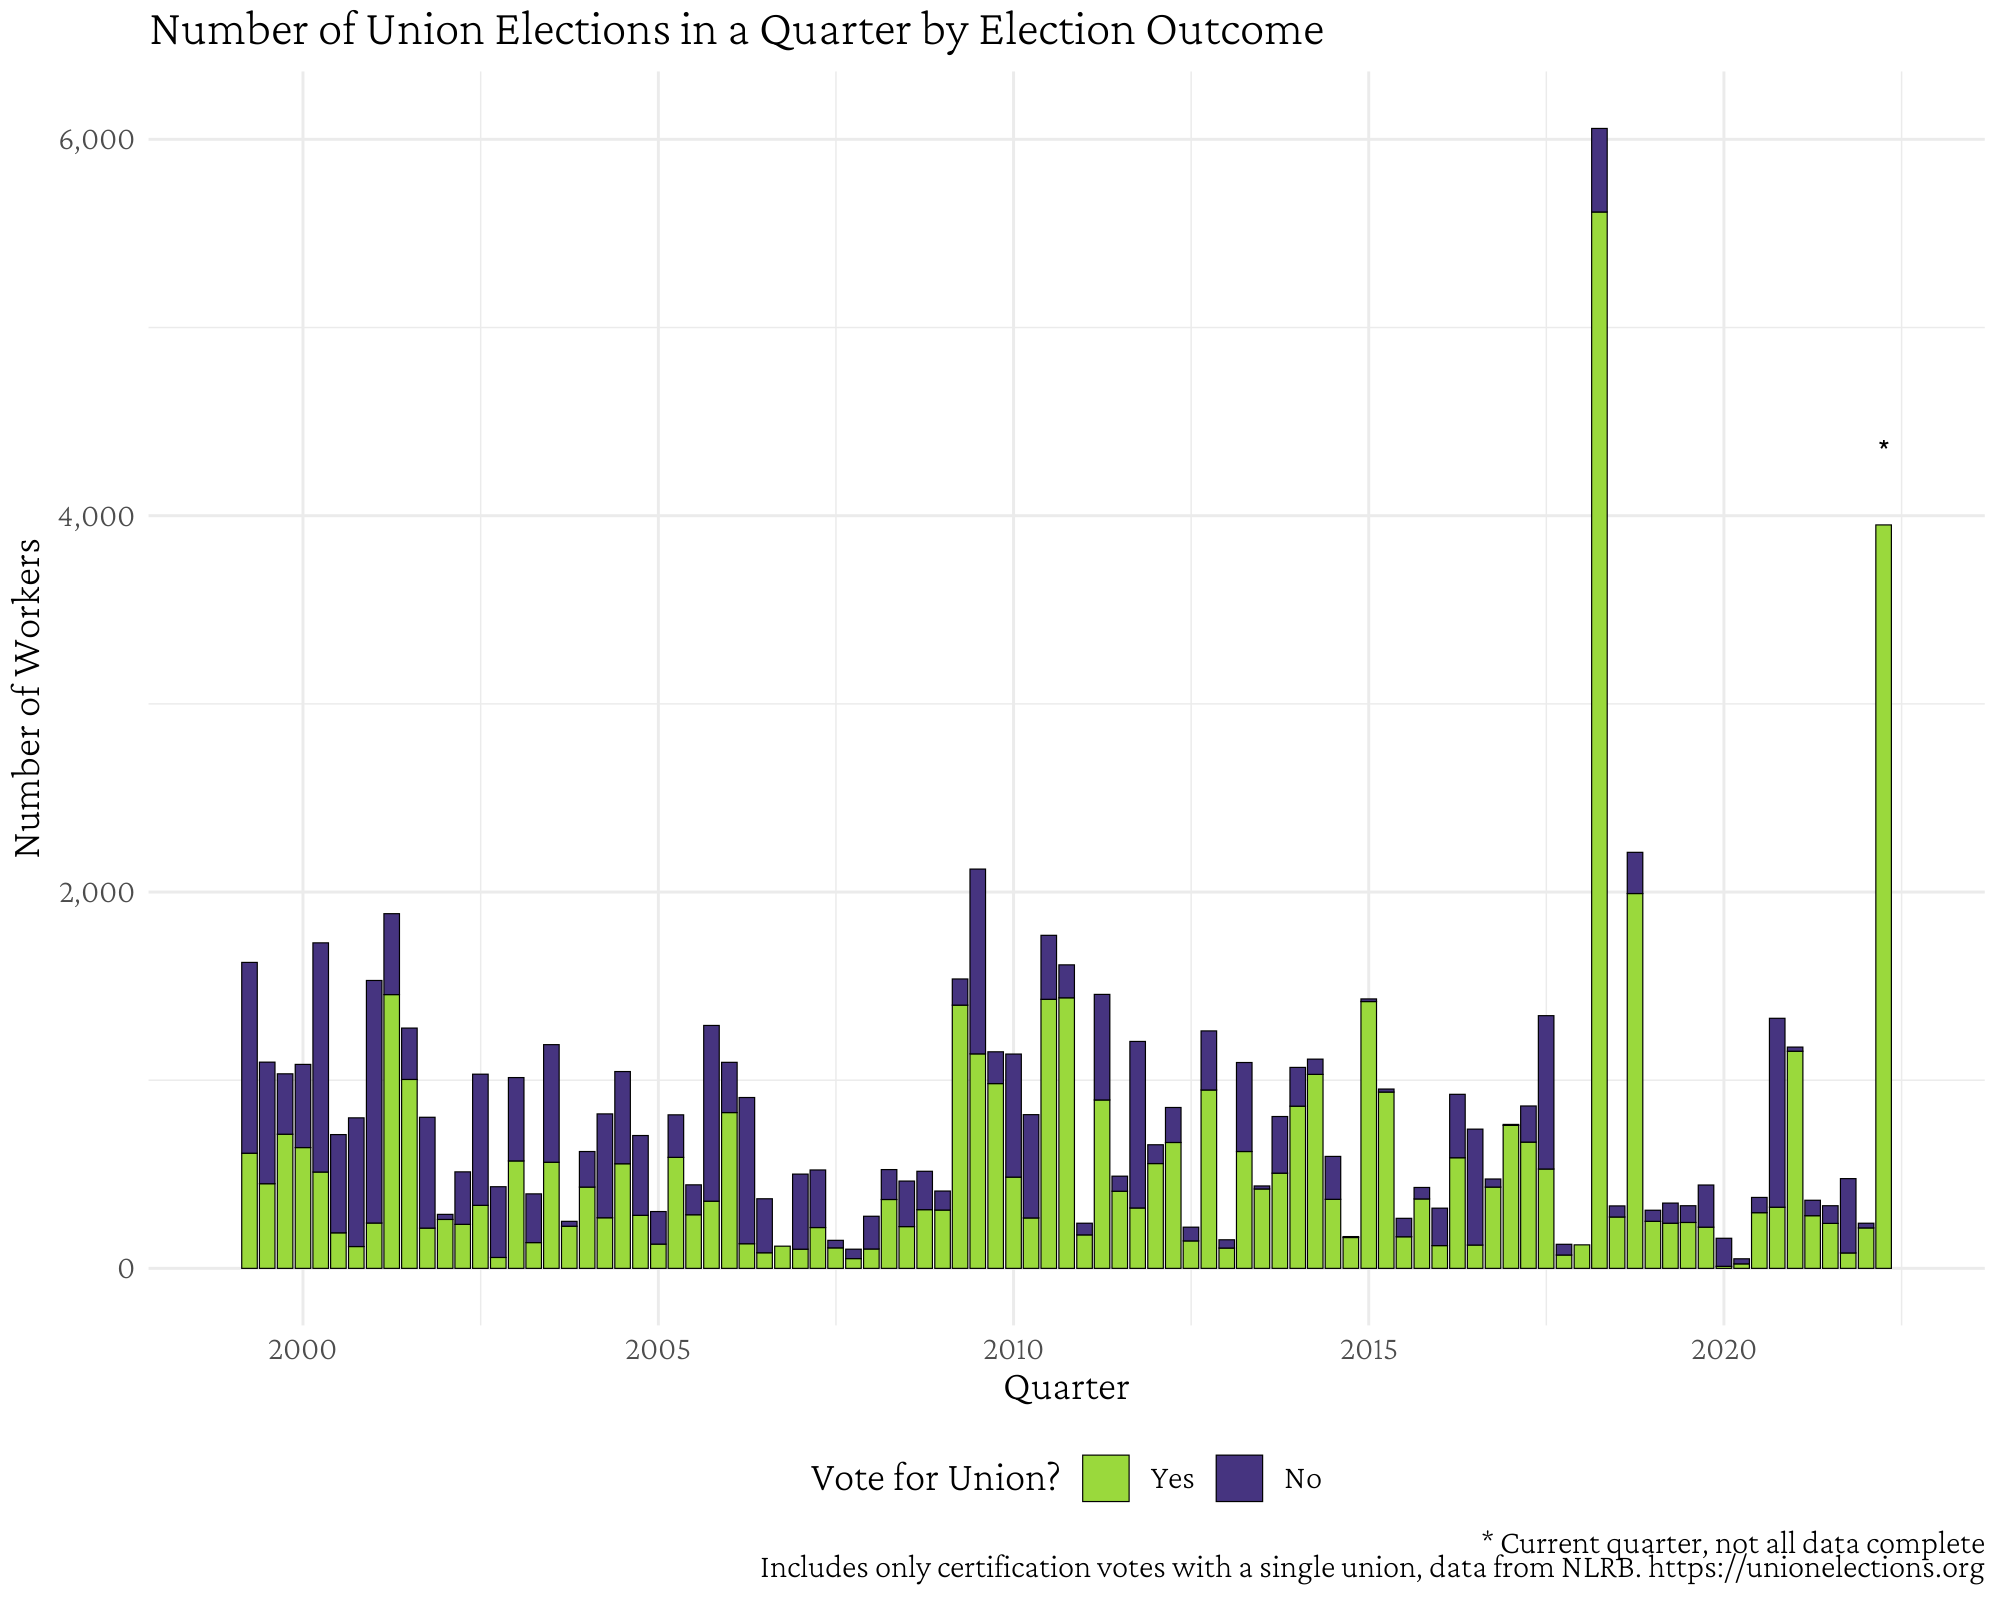 Number of Union Elections in a Quarter by Election Outcome
6,000
4,000
2,000
0
Number of Workers
*
2000 2005 2010 2015 2020
Quarter
Vote for Union? Yes No
* Current quarter, not all data complete
Includes only certification votes with a single union, data from NLRB. https://unionelections.org